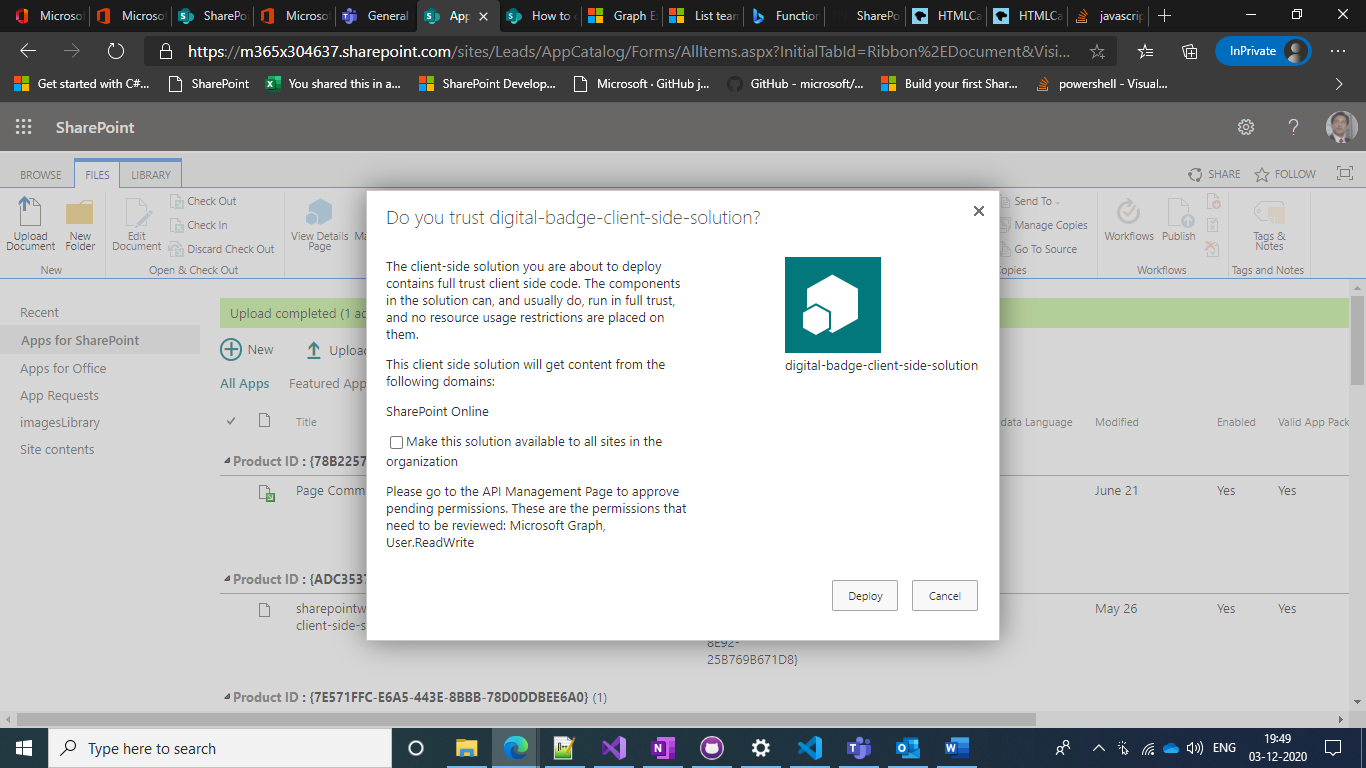 Microsof
Microsof
SharePoi
Microsof
General
App
How to c
Graph E
List team
Function
SharePo
HTMLCa
HTMLCa
javascrip
https://m365x304637.sharepoint.com/sites/Leads/AppCatalog/Forms/AllItems.aspx?InitialTabId=Ribbon%2EDocument&Visi...
InPrivate
Get started with C#...
SharePoint
You shared this in a...
SharePoint Develop...
Microsoft · GitHub j...
GitHub - microsoft/...
Build your first Shar...
powershell - Visual...
SharePoint
BROWSE
FILES
LIBRARY
SHARE
FOLLOW
Upload
Document
New
Folder
New
Edit
Document
Check Out
Check In
Discard Check Out
Open & Check Out
View Details
Page
Send To
Manage Copies
Go To Source
opies
Workflows
Publish
Workflows
Tags &
Notes
Tags and Notes
Recent
Apps for SharePoint
Apps for Office
App Requests
imagesLibrary
Site contents
Upload completed (1 ad
New
Upload
All Apps
Featured App
Title
data Language
Modified
Enabled
Valid App Pack
Product ID : {78B2257
Page Comm
June 21
Yes
Yes
Product ID : {ADC3537
sharepointw
client-side-s
May 26
Yes
Yes
8E92-
25B769B671D8}
Product ID : {7E571FFC-E6A5-443E-8BBB-78D0DDBEE6A0} (1)
Do you trust digital-badge-client-side-solution?
The client-side solution you are about to deploy
contains full trust client side code. The components
in the solution can, and usually do, run in full trust,
and no resource usage restrictions are placed on
them.
This client side solution will get content from the
following domains:
SharePoint Online
Make this solution available to all sites in the
organization
Please go to the API Management Page to approve
pending permissions. These are the permissions that
need to be reviewed: Microsoft Graph,
User.ReadWrite
digital-badge-client-side-solution
Deploy
Cancel
Type here to search
ENG
19:49
03-12-2020